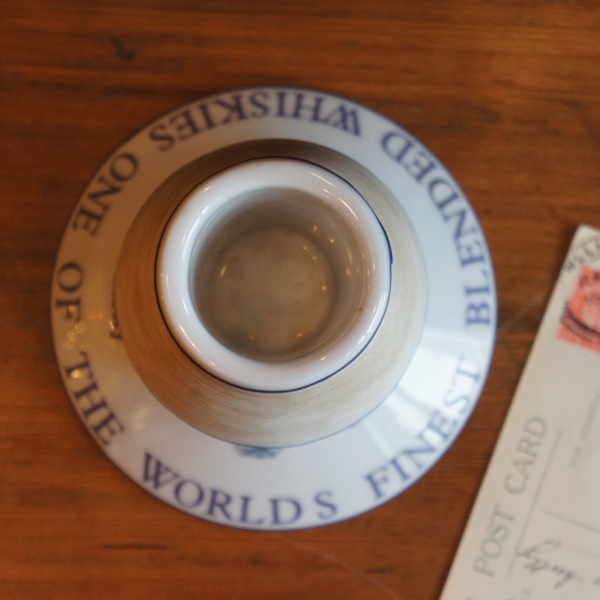 ONE OF THE WORLDS FINEST BLENDED WHISKIES
POST CARD